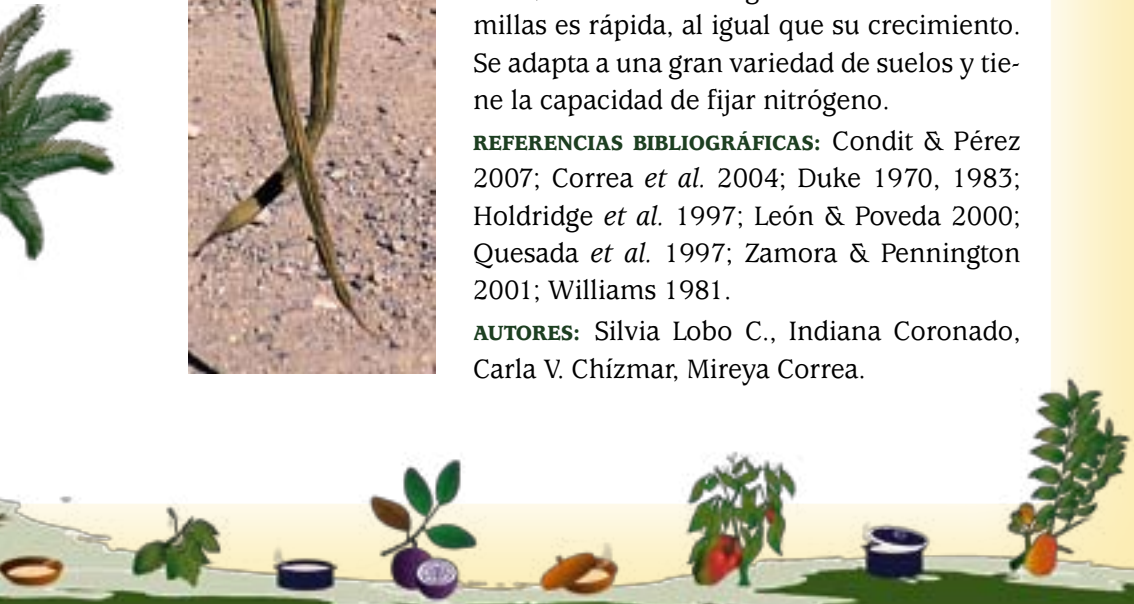 millas es rápida, al igual que su crecimiento.
Se adapta a una gran variedad de suelos y tie-
ne la capacidad de fijar nitrógeno.
REFERENCIAS BIBLIOGRÁFICAS: Condit & Pérez
2007; Correa et al. 2004; Duke 1970, 1983;
Holdridge et al. 1997; León & Poveda 2000;
Quesada et al. 1997; Zamora & Pennington
2001; Williams 1981.
AUTORES: Silvia Lobo C., Indiana Coronado,
Carla V. Chízmar, Mireya Correa.